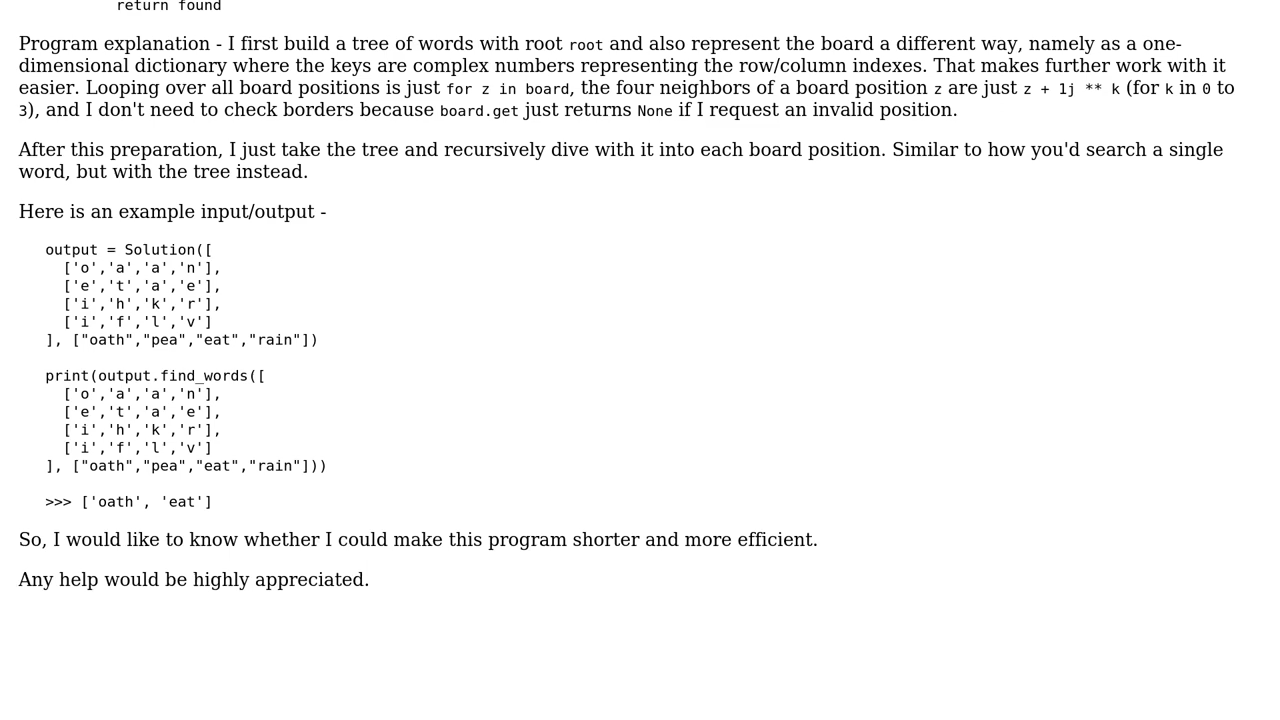 return found
Program explanation - I first build a tree of words with root root and also represent the board a different way, namely as a one-
dimensional dictionary where the keys are complex numbers representing the row/column indexes. That makes further work with it
easier. Looping over all board positions is just for z in board, the four neighbors of a board position z are just z + 1j ** k (for k in 0 to
3), and I don't need to check borders because board.get just returns None if I request an invalid position.
After this preparation, I just take the tree and recursively dive with it into each board position. Similar to how you'd search a single
word, but with the tree instead.
Here is an example input/output -
output = Solution([
['o','a','a','n'],
['e','t','a','e'],
['i','h','k','r'],
['i','f','l','v']
], ["oath","pea","eat","rain"])
print(output.find_words([
['o','a','a','n'],
['e','t','a','e'],
['i','h','k','r'],
['i','f','l','v']
], ["oath","pea","eat","rain"]))
>>> ['oath', 'eat']
So, I would like to know whether I could make this program shorter and more efficient.
Any help would be highly appreciated.